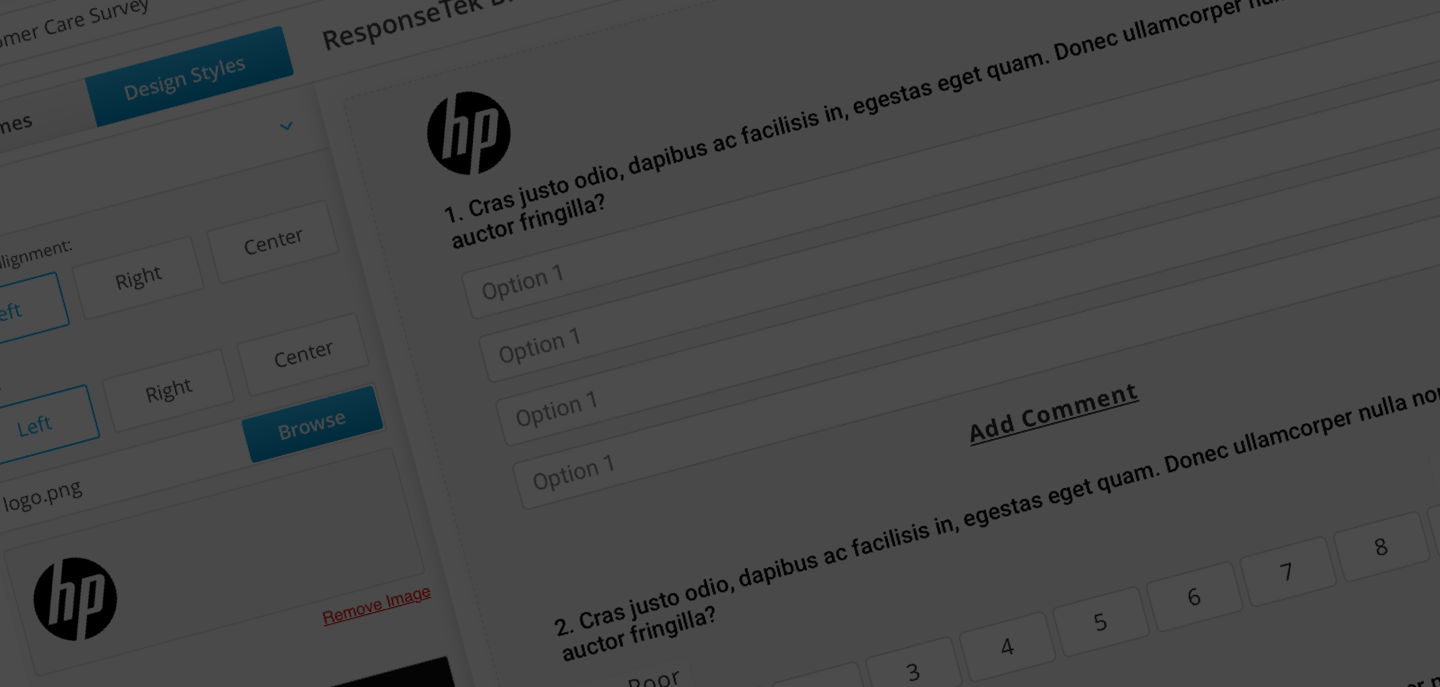 omer Care Survey
Design Styles
mes
lignment:
eft
Right
Center
Left
Right
Center
Browse
logo.png
hp
Remove Image
ResponseTek
hp
1. Cras justo odio, dapibus ac facilisis in, egestas eget quam. Donec ullamcorper
auctor fringilla?
Option 1
Option 1
Option 1
Option 1
Add Comment
2. Cras justo odio, dapibus ac facilisis in, egestas eget quam. Donec ullamcorper nulla
auctor fringilla?
Poor
3
4
5
6
7
8